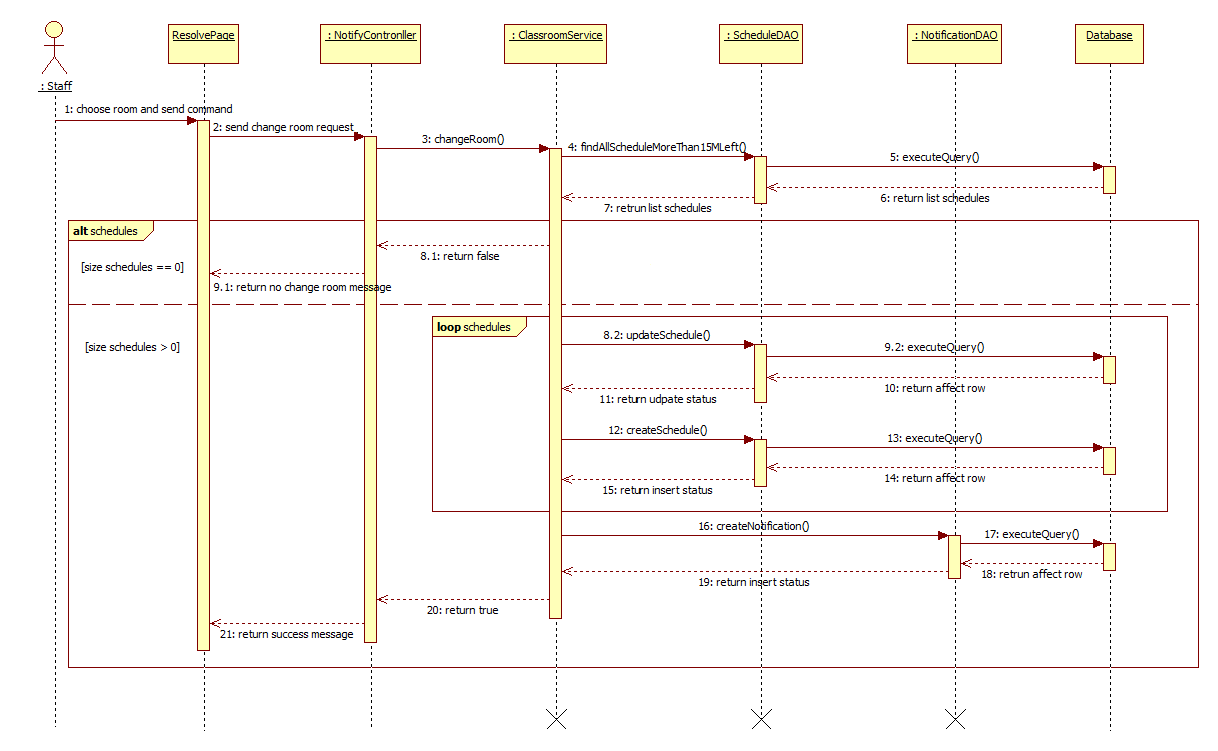 ResolvePage
: NotifyContronller
: ClassroomService
: ScheduleDAO
: NotificationDAO
Database
: Staff
1: choose room and send command
2: send change room request
3: changeRoom()
4: findAllScheduleMoreThan15MLeft()
5: executeQuery()
6: return list schedules
7: retrun list schedules
alt schedules
8.1: return false
[size schedules == 0]
9.1: return no change room message
loop schedules
8.2: updateSchedule()
[size schedules > 0]
9.2: executeQuery()
10: return affect row
11: return udpate status
12: createSchedule()
13: executeQuery()
14: return affect row
15: return insert status
16: createNotification()
17: executeQuery()
18: retrun affect row
19: return insert status
20: return true
21: return success message